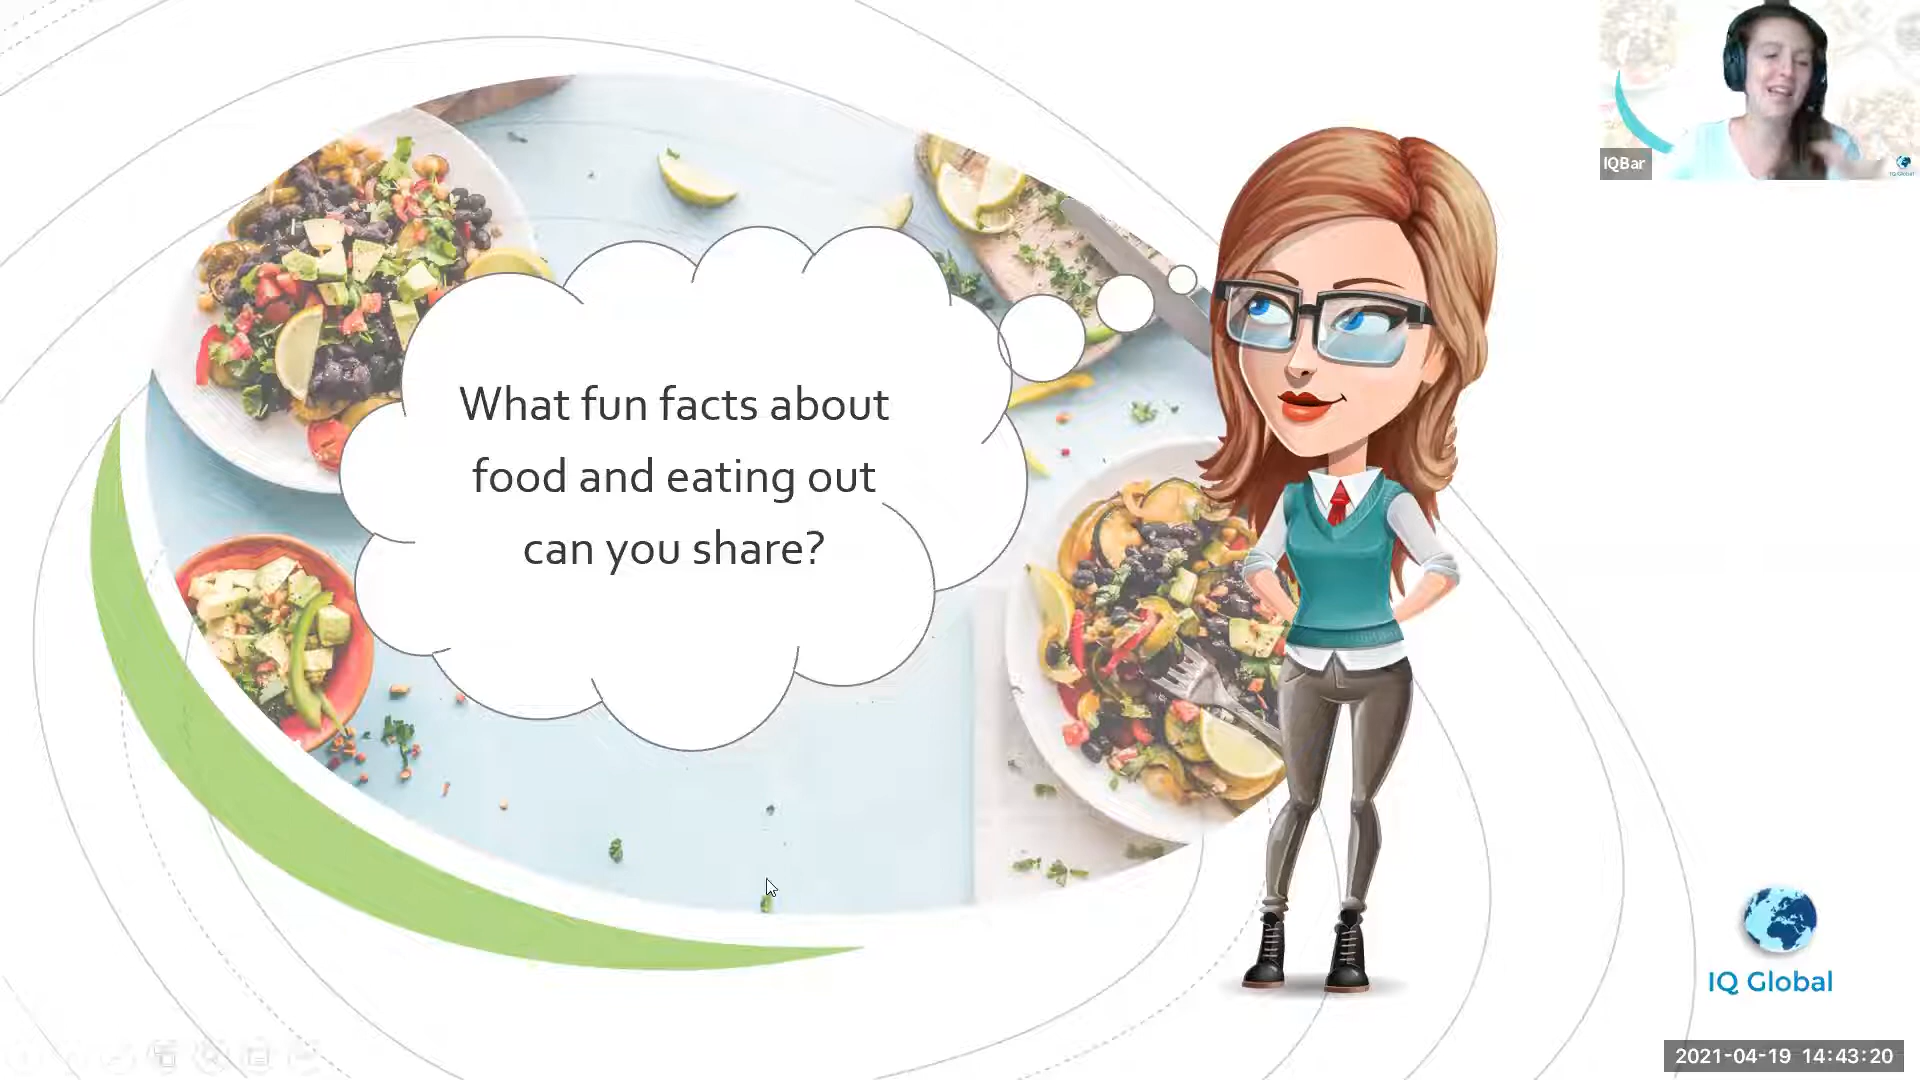 IQBar
What fun facts about
food and eating out
can you share?
IQ Global
2021-04-19 14:43:20